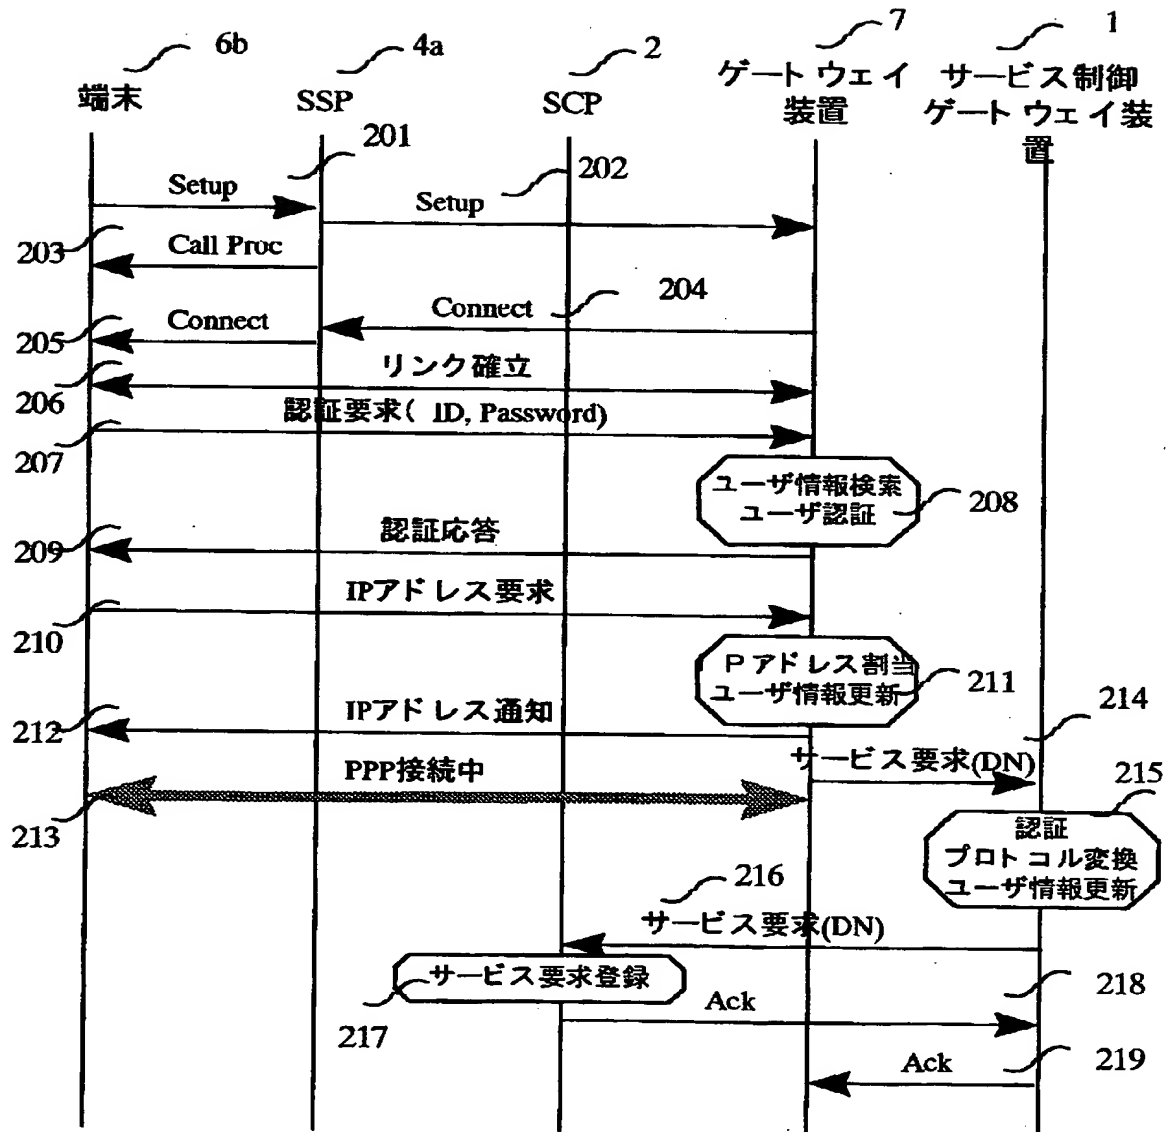 6b
4a
2
7
1
端末
SSP
SCP
ゲートウェイ
装置
サービス制御
ゲートウェイ装
置
201
202
Setup
Setup
203
Call Proc
204
Connect
205
Connect
リンク確立
206
認証要求( ID, Password)
207
ユーザ情報検索
ユーザ認証
208
認証応答
209
IPアドレス要求
210
Pアドレス割当
ユーザ情報更新
211
IPアドレス通知
212
214
サービス要求(DN)
PPP接続中
213
215
認証
プロトコル変換
ユーザ情報更新
216
サービス要求(DN)
サービス要求登録
217
218
Ack
219
Ack